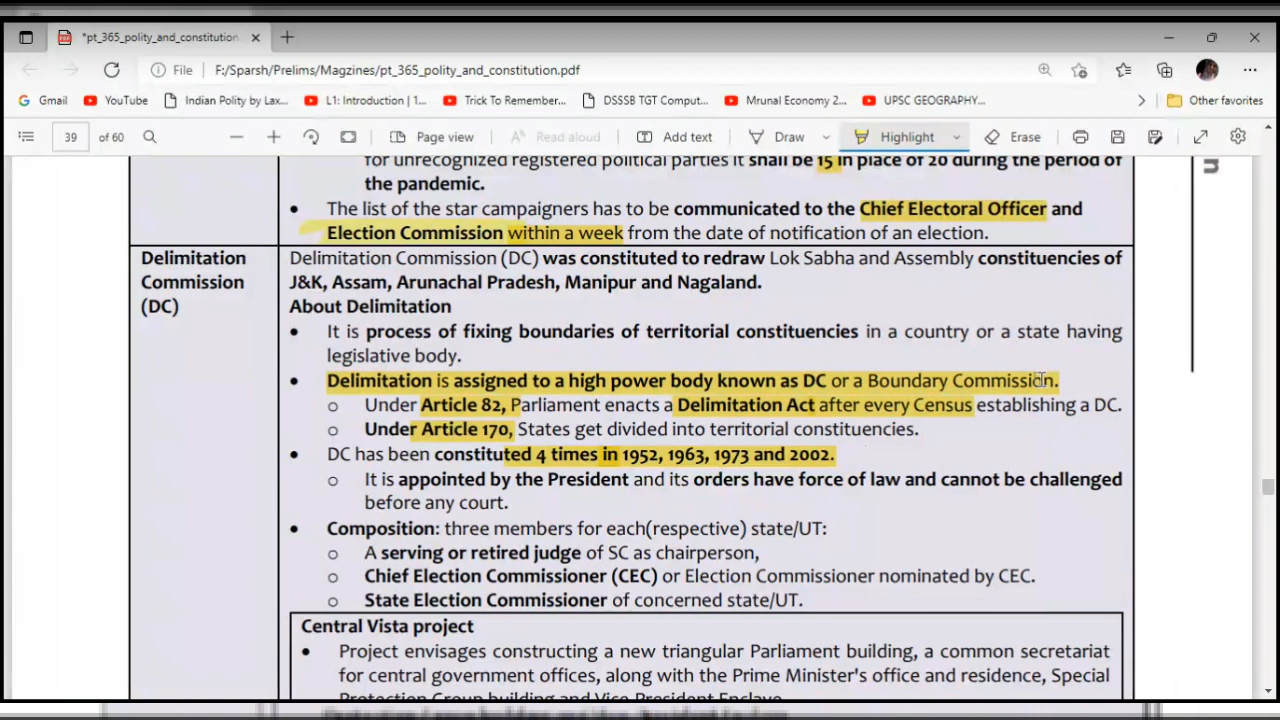 *pt_365_polity_and_constitution
File F:/Sparsh/Prelims/Magzines/pt_365_polity_and_constitution.pdf
Gmail YouTube Indian Polity by Lax... L1: Introduction | 1... Trick To Remember... DSSSB TGT Comput... Mrunal Economy 2... UPSC GEOGRAPHY... Other favorites
39 of 60 Page view Read aloud Add text Draw Highlight Erase
for unrecognized registered political parties it shall be 15 in place of 20 during the period of
the pandemic.
• The list of the star campaigners has to be communicated to the Chief Electoral Officer and
Election Commission within a week from the date of notification of an election.
Delimitation
Commission
(DC)
Delimitation Commission (DC) was constituted to redraw Lok Sabha and Assembly constituencies of
J&K, Assam, Arunachal Pradesh, Manipur and Nagaland.
About Delimitation
• It is process of fixing boundaries of territorial constituencies in a country or a state having
legislative body.
• Delimitation is assigned to a high power body known as DC or a Boundary Commission.
o Under Article 82, Parliament enacts a Delimitation Act after every Census establishing a DC.
o Under Article 170, States get divided into territorial constituencies.
• DC has been constituted 4 times in 1952, 1963, 1973 and 2002.
o It is appointed by the President and its orders have force of law and cannot be challenged
before any court.
• Composition: three members for each(respective) state/UT:
o A serving or retired judge of SC as chairperson,
o Chief Election Commissioner (CEC) or Election Commissioner nominated by CEC.
o State Election Commissioner of concerned state/UT.
Central Vista project
• Project envisages constructing a new triangular Parliament building, a common secretariat
for central government offices, along with the Prime Minister's office and residence, Special
Protection Group building and Vice-President Enclave